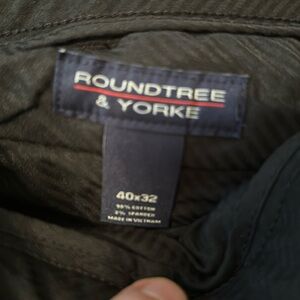 ROUNDTREE
& YORKE
40x32
98% COTTON
2% SPANDEX
MADE IN VIETNAM